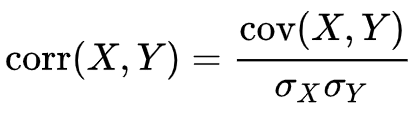 corr(X, Y) = cov(X, Y) / σ_X σ_Y